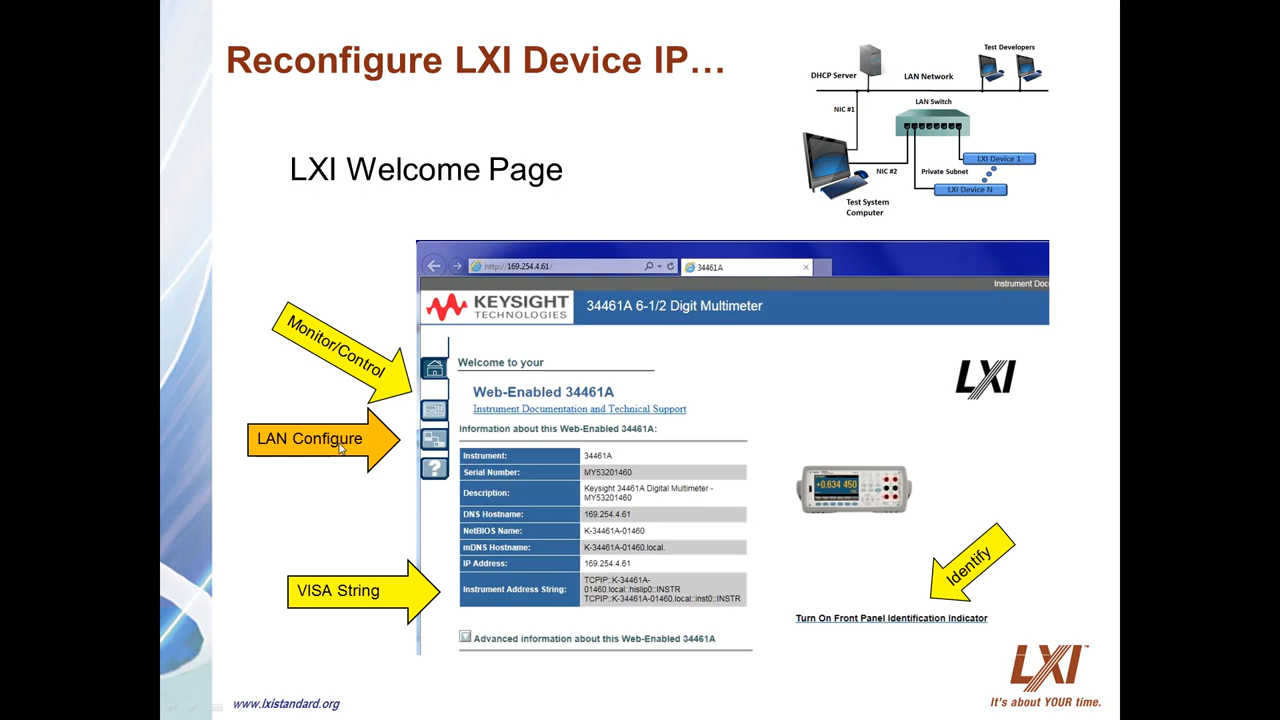 Reconfigure LXI Device IP…
DHCP Server
LAN Network
Test Developers
NIC #1
LAN Switch
LXI Device 1
NIC #2
Private Subnet
LXI Device N
Test System
Computer
LXI Welcome Page
http://169.254.4.61/
34461A
Instrument Doc
KEYSIGHT
TECHNOLOGIES
34461A 6-1/2 Digit Multimeter
Monitor/Control
Welcome to your
LXI
Web-Enabled 34461A
Instrument Documentation and Technical Support
LAN Configure
Information about this Web-Enabled 34461A:
Instrument: 34461A
Serial Number: MY53201460
Description: Keysight 34461A Digital Multimeter -
MY53201460
DNS Hostname: 169.254.4.61
NetBIOS Name: K-34461A-01460
mDNS Hostname: K-34461A-01460.local.
IP Address: 169.254.4.61
Instrument Address String: TCPIP::K-34461A-
01460.local::hislip0::INSTR
TCPIP::K-34461A-01460.local::inst0::INSTR
+0.634 450
VISA String
Identify
Turn On Front Panel Identification Indicator
Advanced information about this Web-Enabled 34461A
LXI™
It's about YOUR time.
www.lxistandard.org